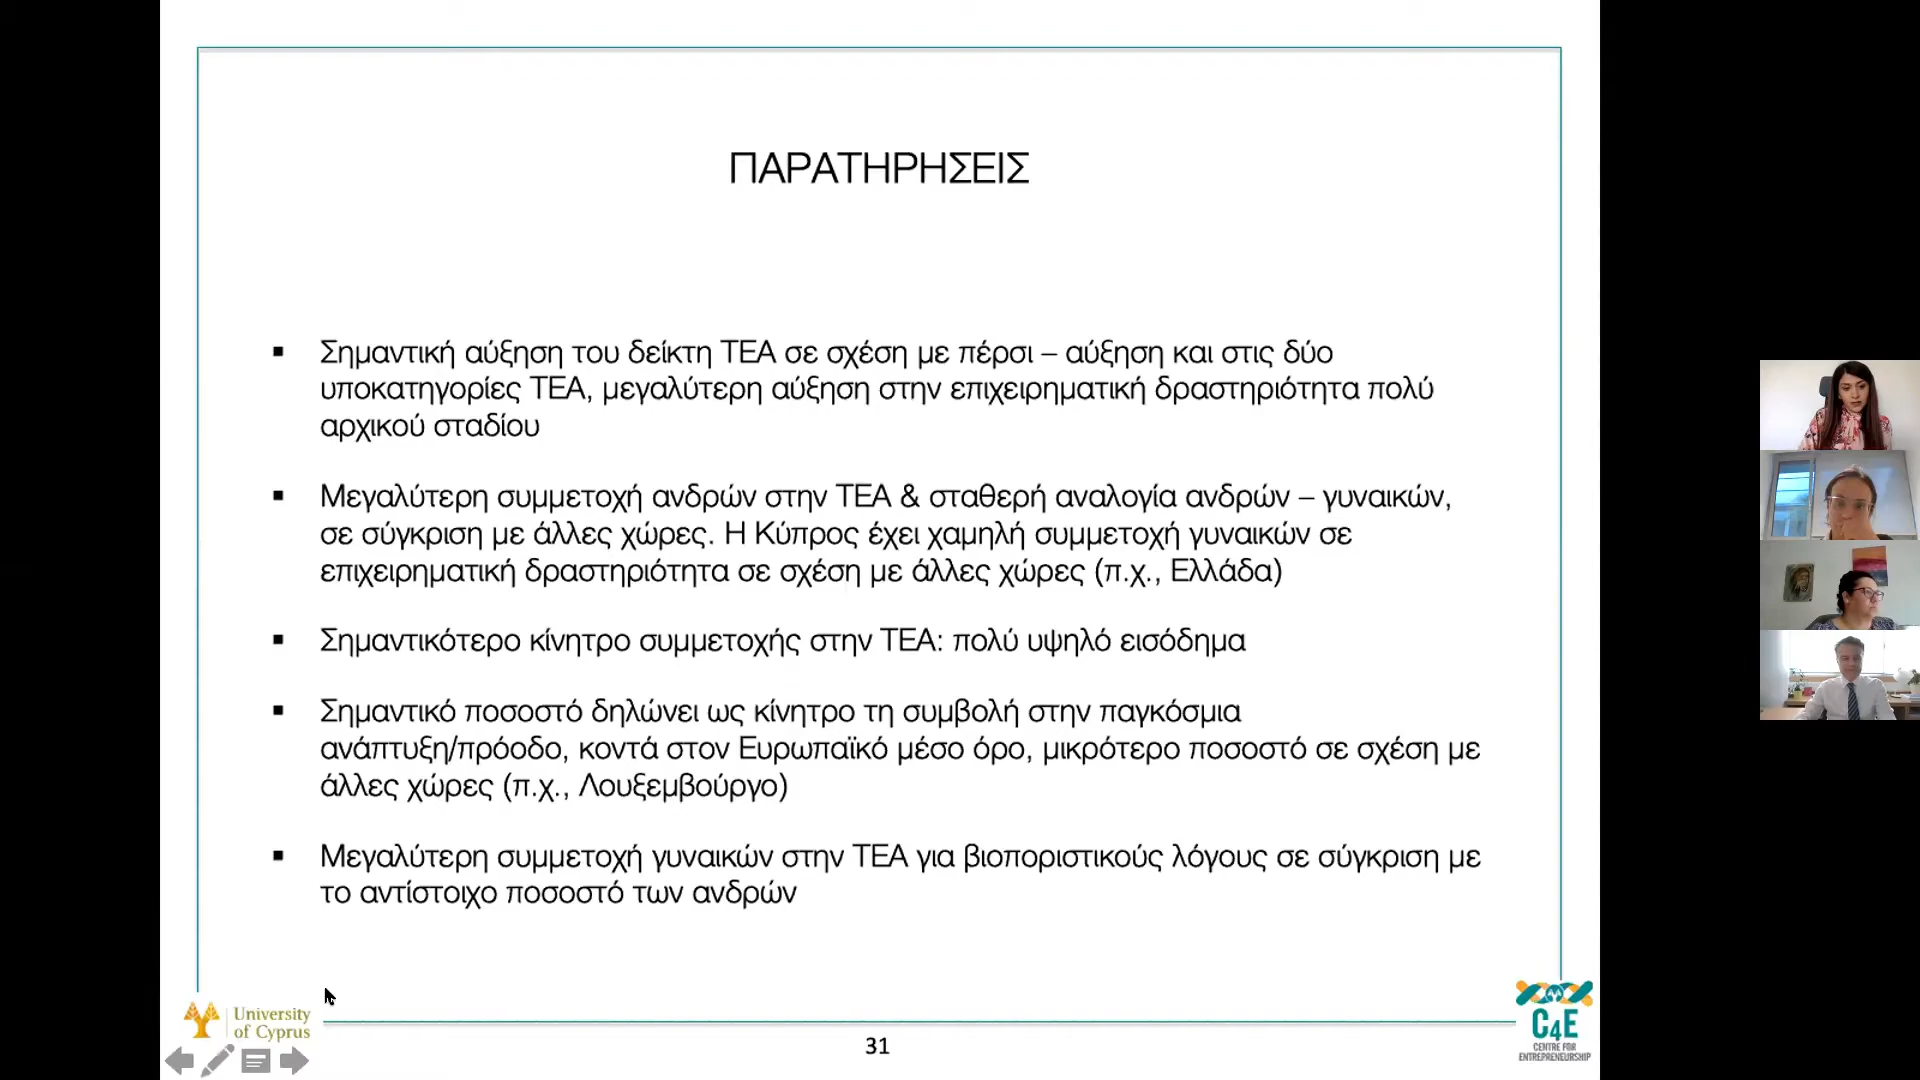 ΠΑΡΑΤΗΡΗΣΕΙΣ
▪ Σημαντική αύξηση του δείκτη ΤΕΑ σε σχέση με πέρσι – αύξηση και στις δύο
υποκατηγορίες ΤΕΑ, μεγαλύτερη αύξηση στην επιχειρηματική δραστηριότητα πολύ
αρχικού σταδίου
▪ Μεγαλύτερη συμμετοχή ανδρών στην ΤΕΑ & σταθερή αναλογία ανδρών – γυναικών,
σε σύγκριση με άλλες χώρες. Η Κύπρος έχει χαμηλή συμμετοχή γυναικών σε
επιχειρηματική δραστηριότητα σε σχέση με άλλες χώρες (π.χ., Ελλάδα)
▪ Σημαντικότερο κίνητρο συμμετοχής στην ΤΕΑ: πολύ υψηλό εισόδημα
▪ Σημαντικό ποσοστό δηλώνει ως κίνητρο τη συμβολή στην παγκόσμια
ανάπτυξη/πρόοδο, κοντά στον Ευρωπαϊκό μέσο όρο, μικρότερο ποσοστό σε σχέση με
άλλες χώρες (π.χ., Λουξεμβούργο)
▪ Μεγαλύτερη συμμετοχή γυναικών στην ΤΕΑ για βιοποριστικούς λόγους σε σύγκριση με
το αντίστοιχο ποσοστό των ανδρών
University
of Cyprus
31
C4E
CENTRE FOR
ENTREPRENEURSHIP